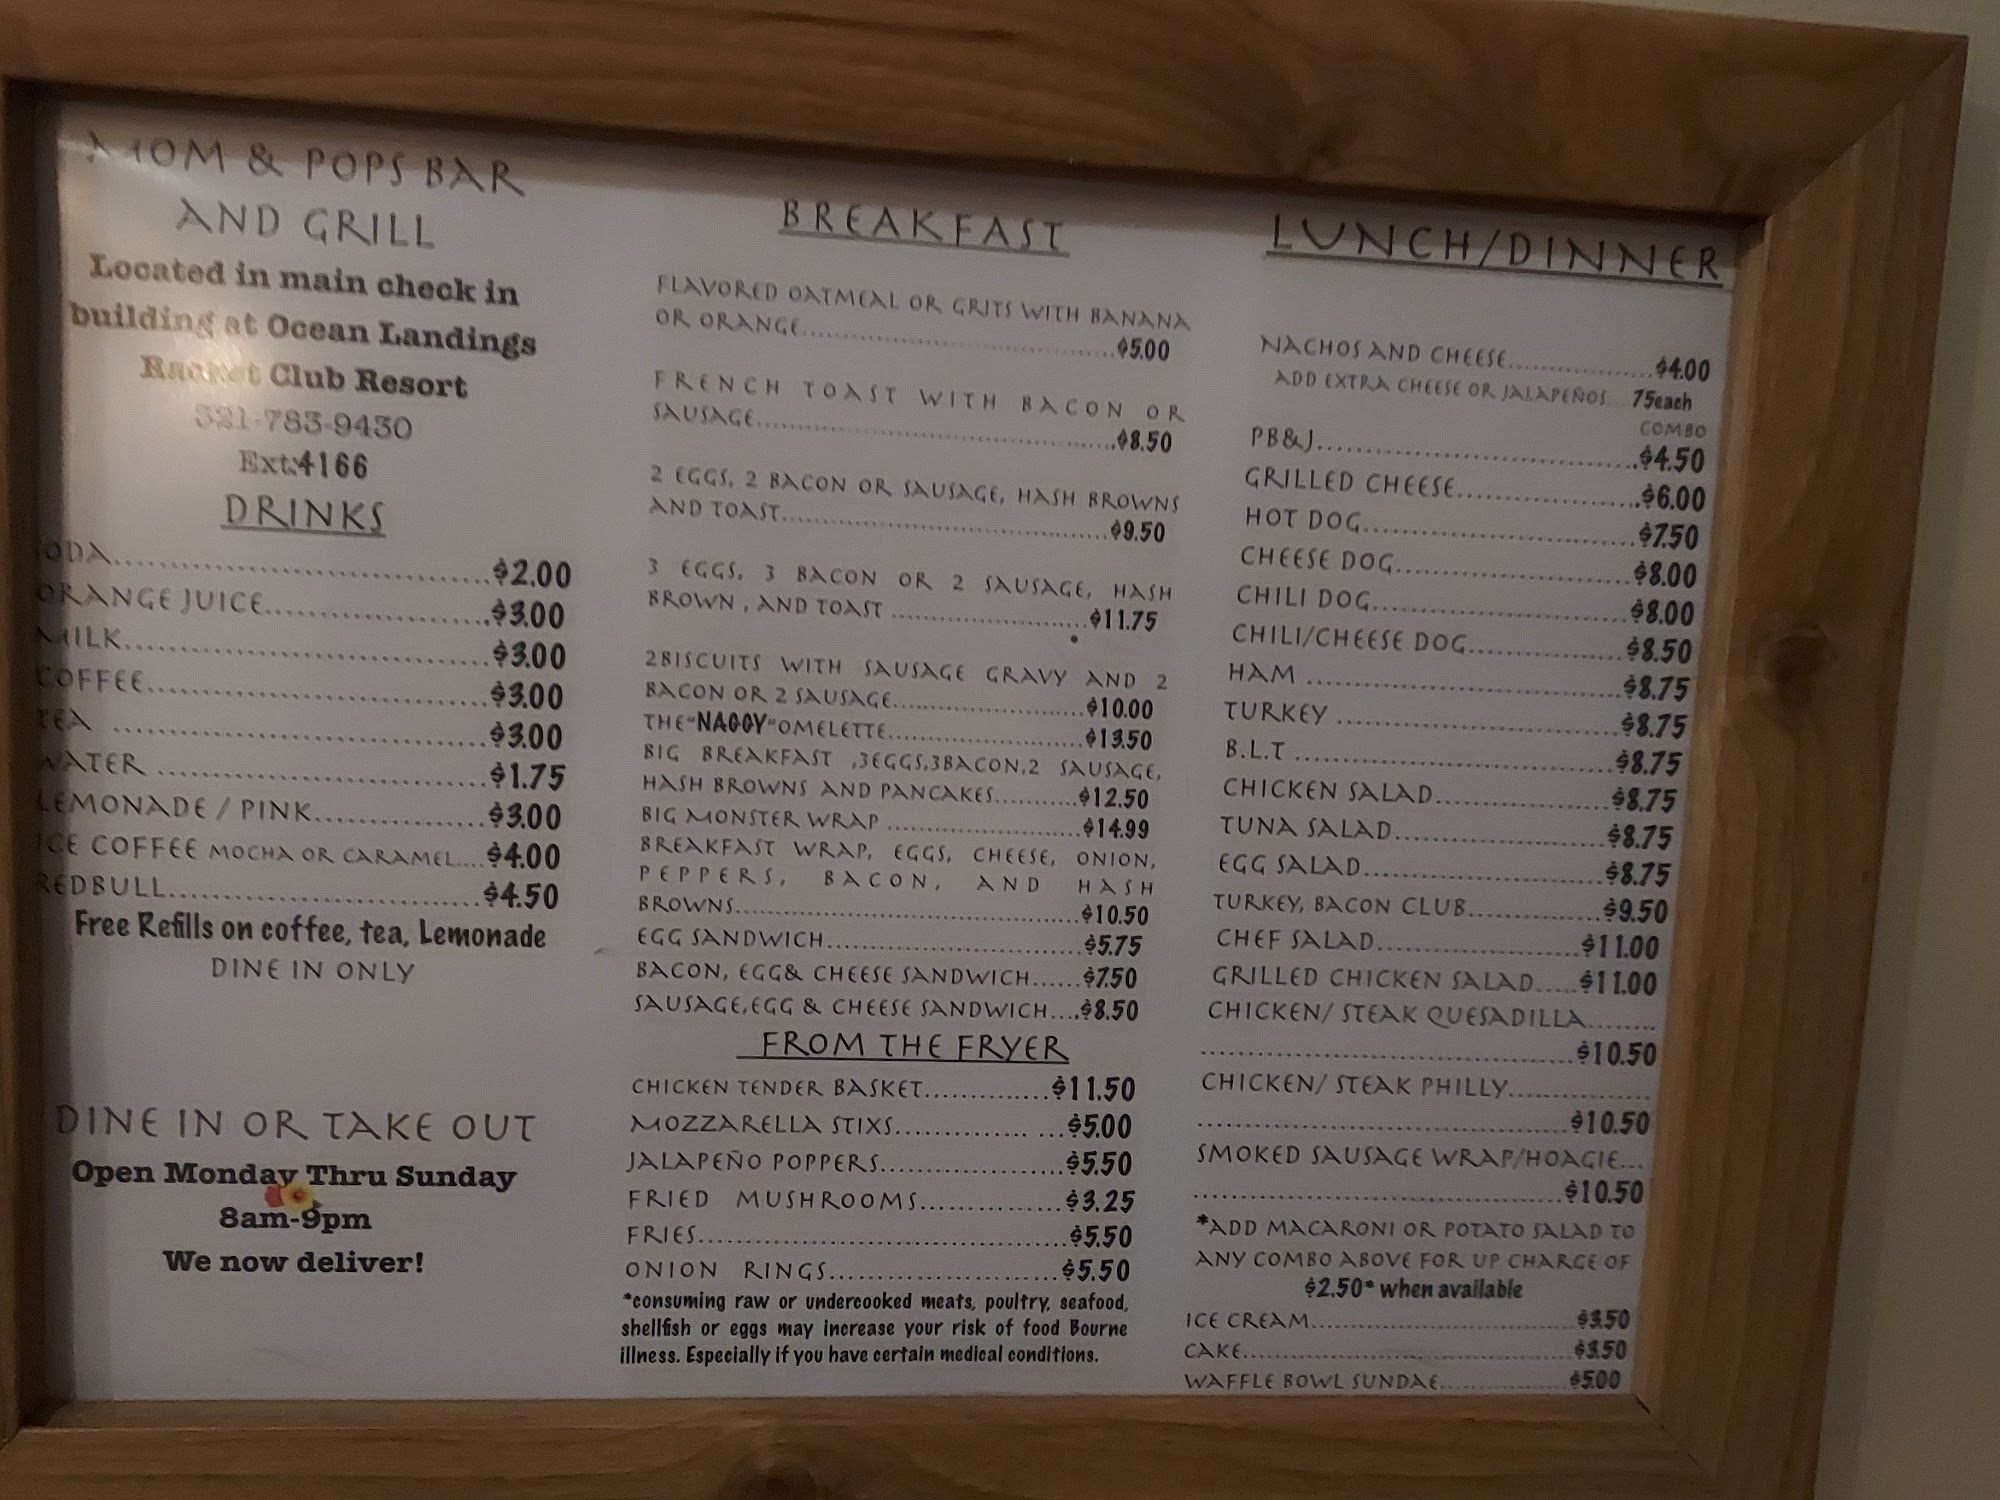 MOM & POPS BAR
AND GRILL
Located in main check in
building at Ocean Landings
Racket Club Resort
321-783-9430
Ext:4166
DRINKS
SODA....................................$2.00
ORANGE JUICE.....................$3.00
MILK....................................$3.00
COFFEE.................................$3.00
TEA ....................................$3.00
WATER .................................$1.75
LEMONADE / PINK.................$3.00
ICE COFFEE MOCHA OR CARAMEL....$4.00
REDBULL...............................$4.50
Free Refills on coffee, tea, Lemonade
DINE IN ONLY
DINE IN OR TAKE OUT
Open Monday Thru Sunday
8am-9pm
We now deliver!
BREAKFAST
FLAVORED OATMEAL OR GRITS WITH BANANA
OR ORANGE....................................$5.00
FRENCH TOAST WITH BACON OR
SAUSAGE..........................................$8.50
2 EGGS, 2 BACON OR SAUSAGE, HASH BROWNS
AND TOAST.......................................$9.50
3 EGGS, 3 BACON OR 2 SAUSAGE, HASH
BROWN , AND TOAST .......................$11.75
2BISCUITS WITH SAUSAGE GRAVY AND 2
BACON OR 2 SAUSAGE.......................$10.00
THE "NAGGY" OMELETTE.......................$13.50
BIG BREAKFAST ,3EGGS,3BACON,2 SAUSAGE,
HASH BROWNS AND PANCAKES...........$12.50
BIG MONSTER WRAP .......................$14.99
BREAKFAST WRAP, EGGS, CHEESE, ONION,
PEPPERS, BACON, AND HASH
BROWNS..........................................$10.50
EGG SANDWICH...............................$5.75
BACON, EGG& CHEESE SANDWICH......$7.50
SAUSAGE,EGG & CHEESE SANDWICH....$8.50
FROM THE FRYER
CHICKEN TENDER BASKET..............$11.50
MOZZARELLA STIXS.............. ...$5.00
JALAPEÑO POPPERS....................$5.50
FRIED MUSHROOMS...............$3.25
FRIES..........................................$5.50
ONION RINGS.........................$5.50
*consuming raw or undercooked meats, poultry, seafood,
shellfish or eggs may increase your risk of food Bourne
illness. Especially if you have certain medical conditions.
LUNCH/DINNER
NACHOS AND CHEESE.................$4.00
ADD EXTRA CHEESE OR JALAPEÑOS... 75each
COMBO
PB&J....................................$4.50
GRILLED CHEESE.....................$6.00
HOT DOG...............................$7.50
CHEESE DOG..........................$8.00
CHILI DOG.............................$8.00
CHILI/CHEESE DOG.................$8.50
HAM ....................................$8.75
TURKEY ................................$8.75
B.L.T ....................................$8.75
CHICKEN SALAD....................$8.75
TUNA SALAD..........................$8.75
EGG SALAD............................$8.75
TURKEY, BACON CLUB..............$9.50
CHEF SALAD.......................$11.00
GRILLED CHICKEN SALAD.....$11.00
CHICKEN/ STEAK QUESADILLA........
..........................................$10.50
CHICKEN/ STEAK PHILLY................
..........................................$10.50
SMOKED SAUSAGE WRAP/HOAGIE...
..........................................$10.50
*ADD MACARONI OR POTATO SALAD TO
ANY COMBO ABOVE FOR UP CHARGE OF
$2.50* when available
ICE CREAM..............................$3.50
CAKE......................................$3.50
WAFFLE BOWL SUNDAE..............$5.00